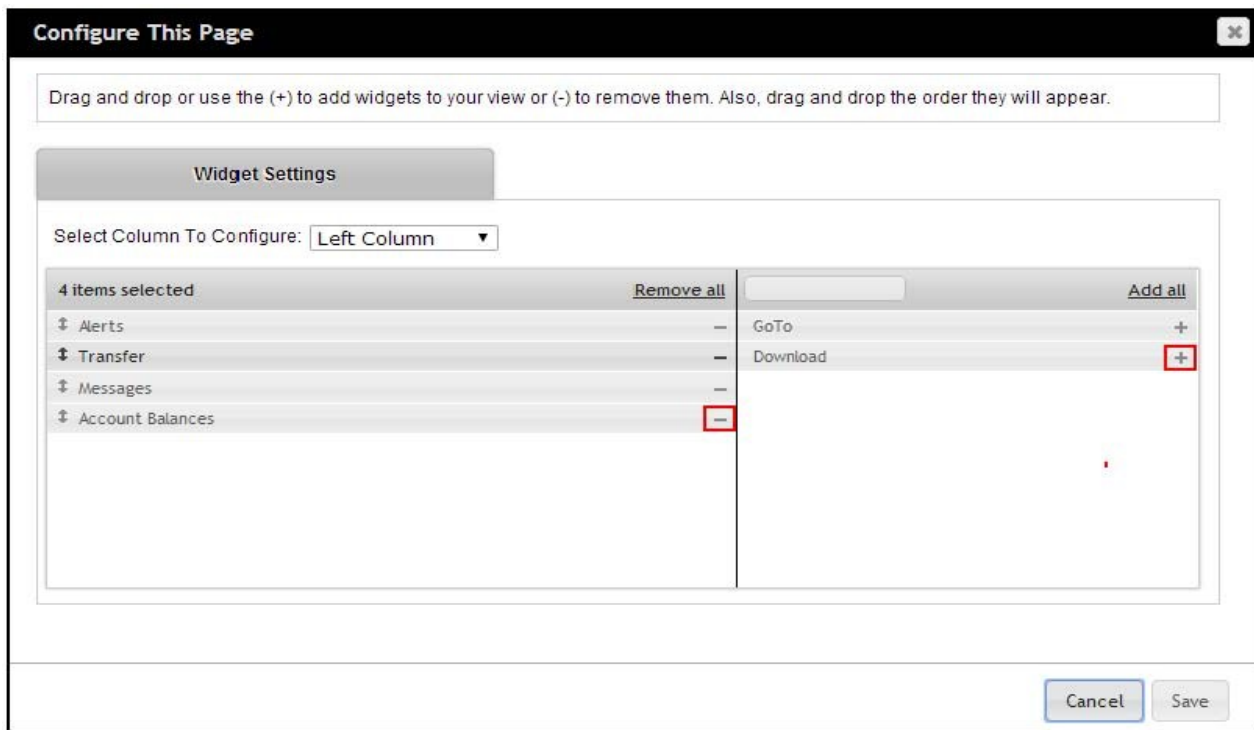 Configure This Page
Drag and drop or use the (+) to add widgets to your view or (-) to remove them. Also, drag and drop the order they will appear.
Widget Settings
Select Column To Configure: Left Column
4 items selected Remove all Add all
Alerts − GoTo +
Transfer − Download +
Messages −
Account Balances −
Cancel Save